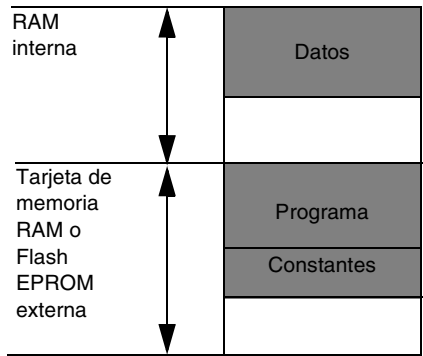 RAM
interna
Datos
Tarjeta de
memoria
RAM o
Flash
EPROM
externa
Programa
Constantes